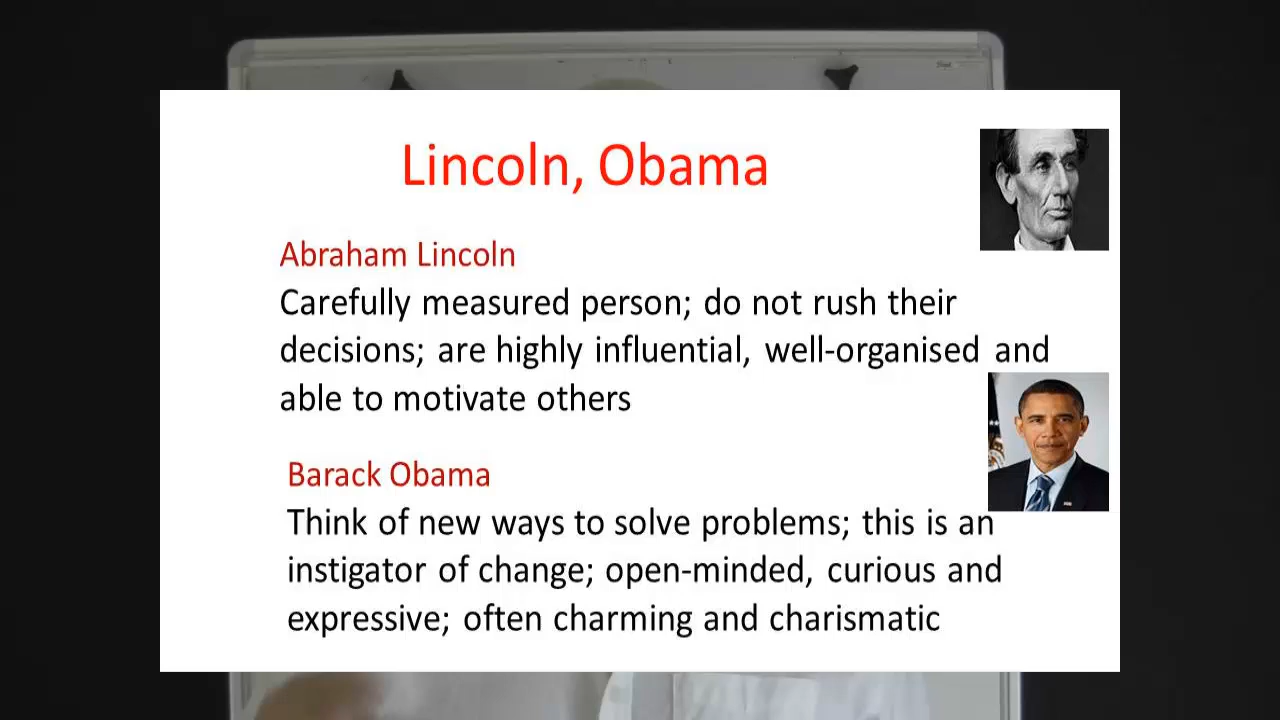 Lincoln, Obama
Abraham Lincoln
Carefully measured person; do not rush their
decisions; are highly influential, well-organised and
able to motivate others
Barack Obama
Think of new ways to solve problems; this is an
instigator of change; open-minded, curious and
expressive; often charming and charismatic